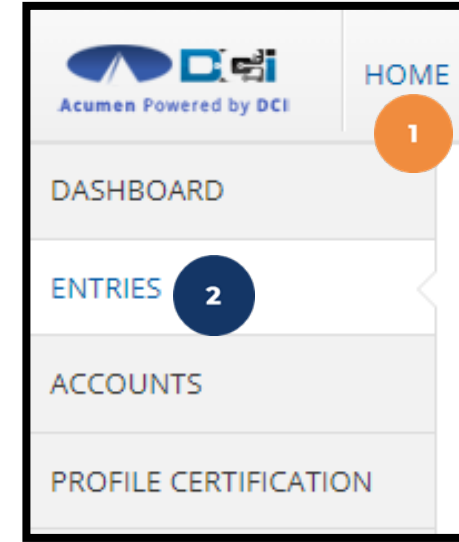 DCi
HOME
Acumen Powered by DCI
1
DASHBOARD
ENTRIES
2
ACCOUNTS
PROFILE CERTIFICATION